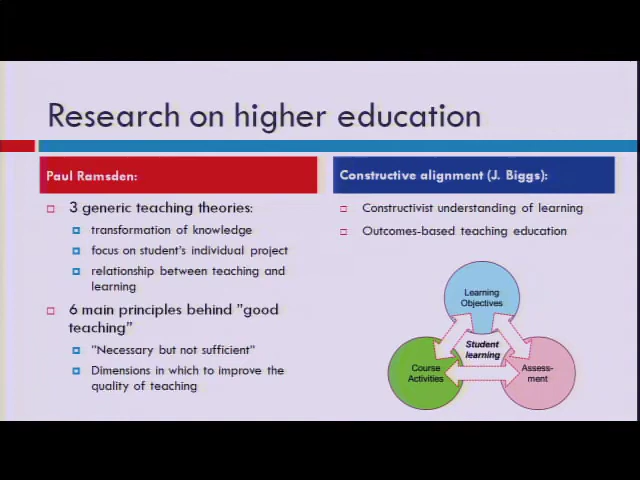 Research on higher education
Paul Ramsden:
3 generic teaching theories:
transformation of knowledge
focus on student's individual project
relationship between teaching and
learning
6 main principles behind "good
teaching"
"Necessary but not sufficient"
Dimensions in which to improve the
quality of teaching
Constructive alignment (J. Biggs):
Constructivist understanding of learning
Outcomes-based teaching education
Learning
Objectives
Student
learning
Course
Activities
Assess-
ment